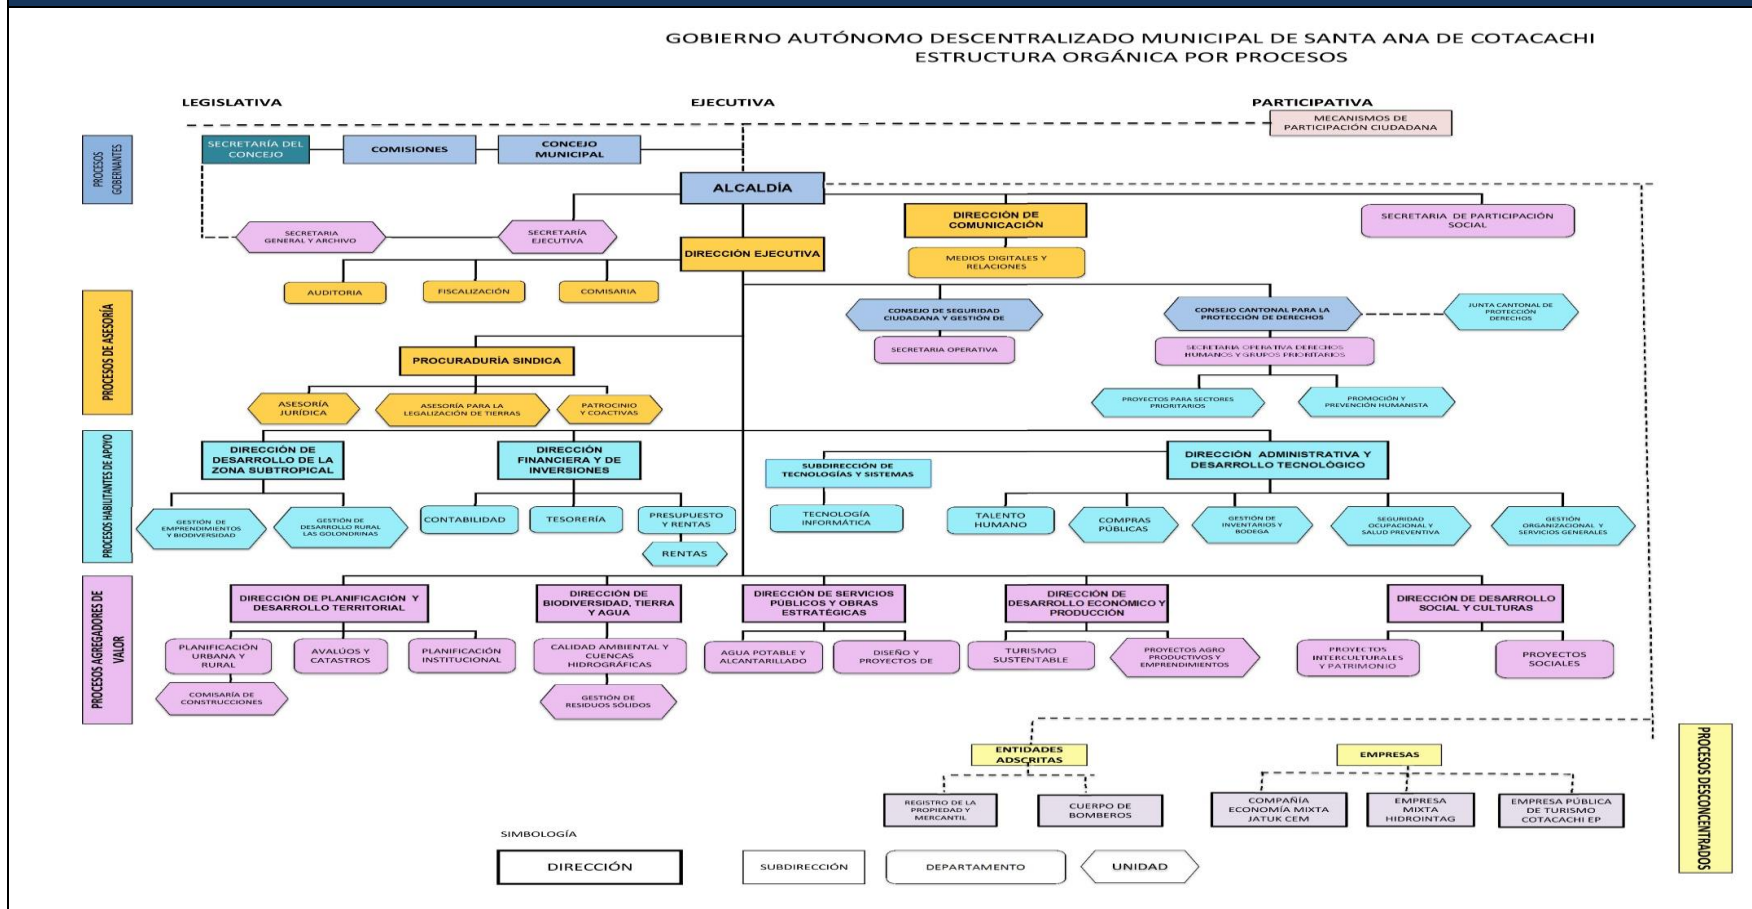 GOBIERNO AUTÓNOMO DESCENTRALIZADO MUNICIPAL DE SANTA ANA DE COTACACHI
ESTRUCTURA ORGÁNICA POR PROCESOS
LEGISLATIVA
EJECUTIVA
PARTICIPATIVA
MECANISMOS DE
PARTICIPACIÓN CIUDADANA
PROCESOS
GOBERNANTES
SECRETARÍA DEL
CONCEJO
COMISIONES
CONCEJO
MUNICIPAL
ALCALDÍA
SECRETARIA
GENERAL Y ARCHIVO
SECRETARÍA
EJECUTIVA
DIRECCIÓN DE
COMUNICACIÓN
SECRETARIA DE PARTICIPACIÓN
SOCIAL
DIRECCIÓN EJECUTIVA
MEDIOS DIGITALES Y
RELACIONES
AUDITORIA
FISCALIZACIÓN
COMISARIA
PROCESOS DE ASESORÍA
CONSEJO DE SEGURIDAD
CIUDADANA Y GESTIÓN DE
CONSEJO CANTONAL PARA LA
PROTECCIÓN DE DERECHOS
JUNTA CANTONAL DE
PROTECCIÓN
DERECHOS
SECRETARIA OPERATIVA
SECRETARIA OPERATIVA DERECHOS
HUMANOS Y GRUPOS PRIORITARIOS
PROCURADURÍA SINDICA
ASESORÍA
JURÍDICA
ASESORÍA PARA LA
LEGALIZACIÓN DE TIERRAS
PATROCINIO
Y COACTIVAS
PROYECTOS PARA SECTORES
PRIORITARIOS
PROMOCIÓN Y
PREVENCIÓN HUMANISTA
PROCESOS HABILITANTES DE APOYO
DIRECCIÓN DE
DESARROLLO DE LA
ZONA SUBTROPICAL
DIRECCIÓN
FINANCIERA Y DE
INVERSIONES
SUBDIRECCIÓN DE
TECNOLOGÍAS Y SISTEMAS
DIRECCIÓN ADMINISTRATIVA Y
DESARROLLO TECNOLÓGICO
GESTIÓN DE
EMPRENDIMIENTOS
Y BIODIVERSIDAD
GESTIÓN DE
DESARROLLO RURAL
LAS GOLONDRINAS
CONTABILIDAD
TESORERÍA
PRESUPUESTO
Y RENTAS
RENTAS
TECNOLOGÍA
INFORMÁTICA
TALENTO
HUMANO
COMPRAS
PÚBLICAS
GESTIÓN DE
INVENTARIOS Y
BODEGA
SEGURIDAD
OCUPACIONAL Y
SALUD PREVENTIVA
GESTIÓN
ORGANIZACIONAL Y
SERVICIOS GENERALES
PROCESOS AGREGADORES DE
VALOR
DIRECCIÓN DE PLANIFICACIÓN Y
DESARROLLO TERRITORIAL
DIRECCIÓN DE
BIODIVERSIDAD, TIERRA
Y AGUA
DIRECCIÓN DE SERVICIOS
PÚBLICOS Y OBRAS
ESTRATÉGICAS
DIRECCIÓN DE
DESARROLLO ECONÓMICO Y
PRODUCCIÓN
DIRECCIÓN DE DESARROLLO
SOCIAL Y CULTURAS
PLANIFICACIÓN
URBANA Y
RURAL
AVALÚOS Y
CATASTROS
PLANIFICACIÓN
INSTITUCIONAL
CALIDAD AMBIENTAL Y
CUENCAS
HIDROGRÁFICAS
AGUA POTABLE Y
ALCANTARILLADO
DISEÑO Y
PROYECTOS DE
TURISMO
SUSTENTABLE
PROYECTOS AGRO
PRODUCTIVOS Y
EMPRENDIMIENTOS
PROYECTOS
INTERCULTURALES
Y PATRIMONIO
PROYECTOS
SOCIALES
COMISARÍA DE
CONSTRUCCIONES
GESTIÓN DE
RESIDUOS SÓLIDOS
PROCESOS DESCONCENTRADOS
ENTIDADES
ADSCRITAS
EMPRESAS
REGISTRO DE LA
PROPIEDAD Y
MERCANTIL
CUERPO DE
BOMBEROS
COMPAÑÍA
ECONOMÍA MIXTA
JATUK CEM
EMPRESA
MIXTA
HIDROINTAG
EMPRESA PÚBLICA
DE TURISMO
COTACACHI EP
SIMBOLOGÍA
DIRECCIÓN
SUBDIRECCIÓN
DEPARTAMENTO
UNIDAD